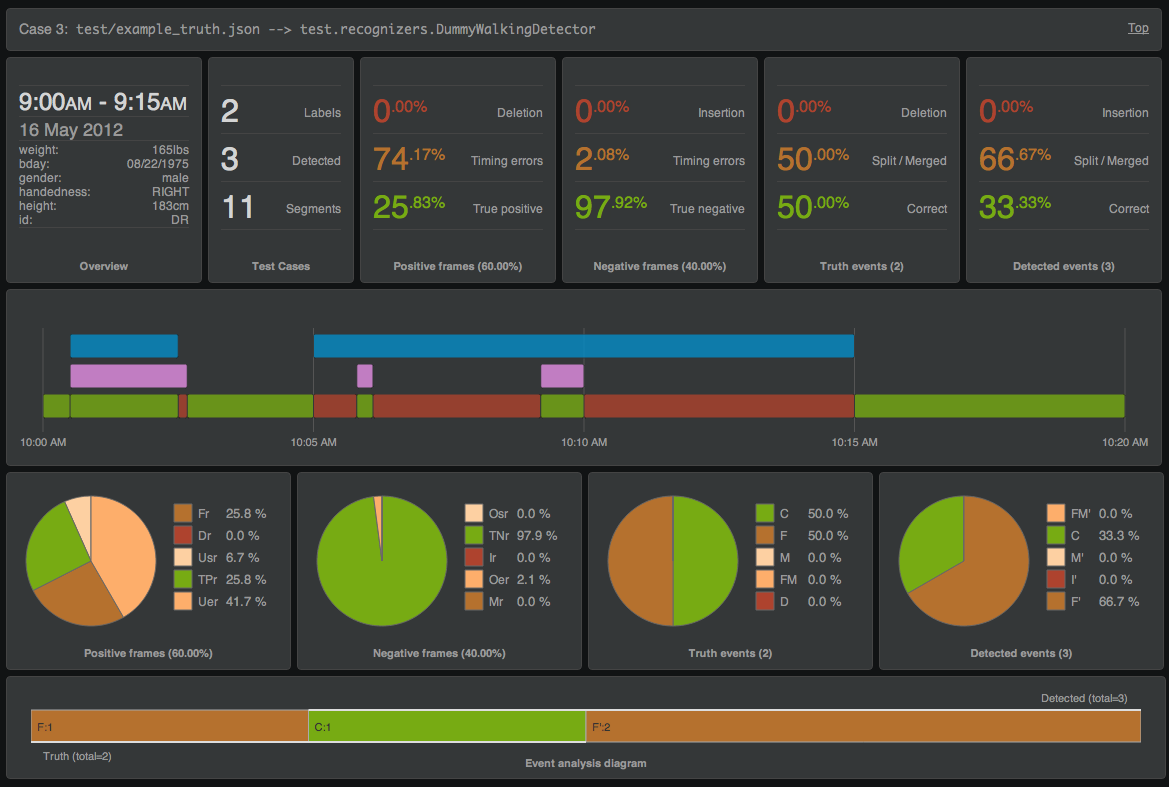 Case 3: test/example_truth.json --> test.recognizers.DummyWalkingDetector
Top
9:00AM - 9:15AM
16 May 2012
weight: 165lbs
bday: 08/22/1975
gender: male
handedness: RIGHT
height: 183cm
id: DR
Overview
2 Labels
3 Detected
11 Segments
Test Cases
0.00% Deletion
74.17% Timing errors
25.83% True positive
Positive frames (60.00%)
0.00% Insertion
2.08% Timing errors
97.92% True negative
Negative frames (40.00%)
0.00% Deletion
50.00% Split / Merged
50.00% Correct
Truth events (2)
0.00% Insertion
66.67% Split / Merged
33.33% Correct
Detected events (3)
10:00 AM
10:05 AM
10:10 AM
10:15 AM
10:20 AM
Fr 25.8 %
Dr 0.0 %
Usr 6.7 %
TPr 25.8 %
Uer 41.7 %
Positive frames (60.00%)
Osr 0.0 %
TNr 97.9 %
Ir 0.0 %
Oer 2.1 %
Mr 0.0 %
Negative frames (40.00%)
C 50.0 %
F 50.0 %
M 0.0 %
FM 0.0 %
D 0.0 %
Truth events (2)
FM' 0.0 %
C 33.3 %
M' 0.0 %
I' 0.0 %
F' 66.7 %
Detected events (3)
Detected (total=3)
F:1
C:1
F':2
Truth (total=2)
Event analysis diagram